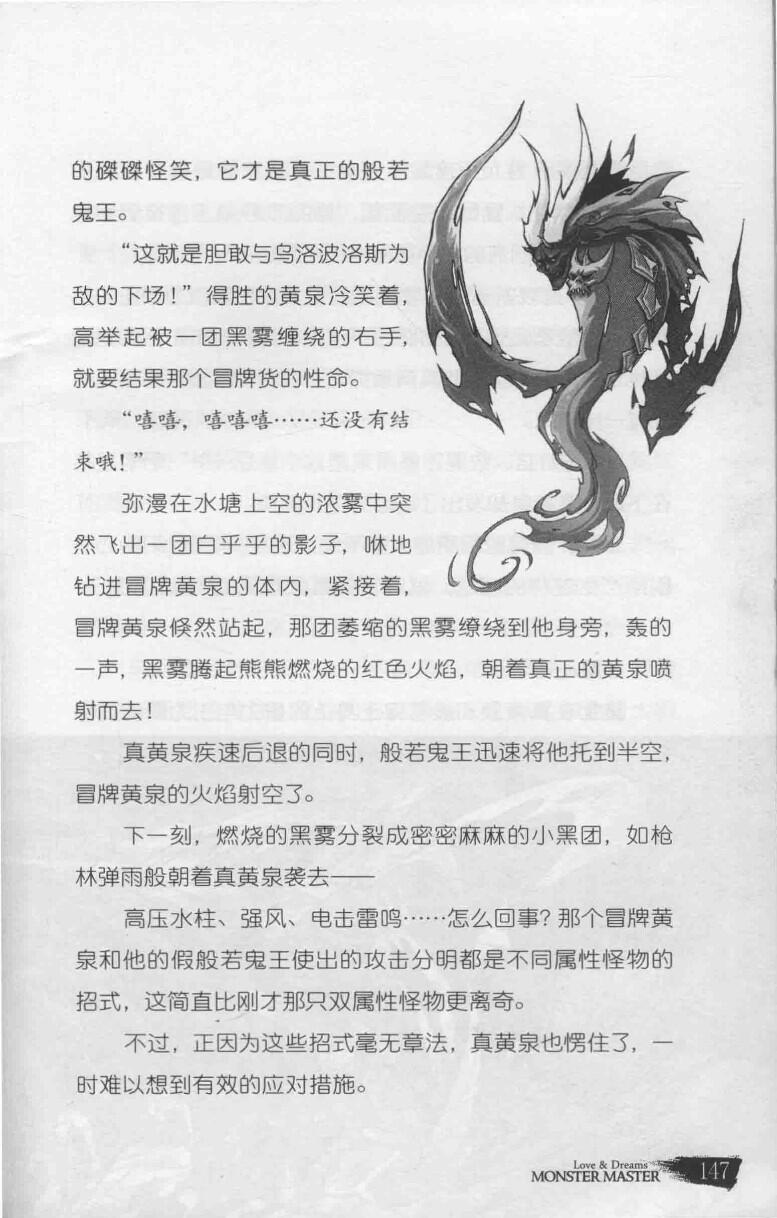 的磔磔怪笑，它才是真正的般若
鬼王。
“这就是胆敢与乌洛波洛斯为
敌的下场！”得胜的黄泉冷笑着，
高举起被一团黑雾缠绕的右手，
就要结果那个冒牌货的性命。
“嘻嘻，嘻嘻嘻……还没有结
束哦！”
弥漫在水塘上空的浓雾中突
然飞出一团白乎乎的影子，咻地
钻进冒牌黄泉的体内，紧接着，
冒牌黄泉倏然站起，那团萎缩的黑雾缭绕到他身旁，轰的
一声，黑雾腾起熊熊燃烧的红色火焰，朝着真正的黄泉喷
射而去！
真黄泉疾速后退的同时，般若鬼王迅速将他托到半空，
冒牌黄泉的火焰射空了。
下一刻，燃烧的黑雾分裂成密密麻麻的小黑团，如枪
林弹雨般朝着真黄泉袭去——
高压水柱、强风、电击雷鸣……怎么回事？那个冒牌黄
泉和他的假般若鬼王使出的攻击分明都是不同属性怪物的
招式，这简直比刚才那只双属性怪物更离奇。
不过，正因为这些招式毫无章法，真黄泉也愣住了，一
时难以想到有效的应对措施。
Love & Dreams
MONSTER MASTER 147